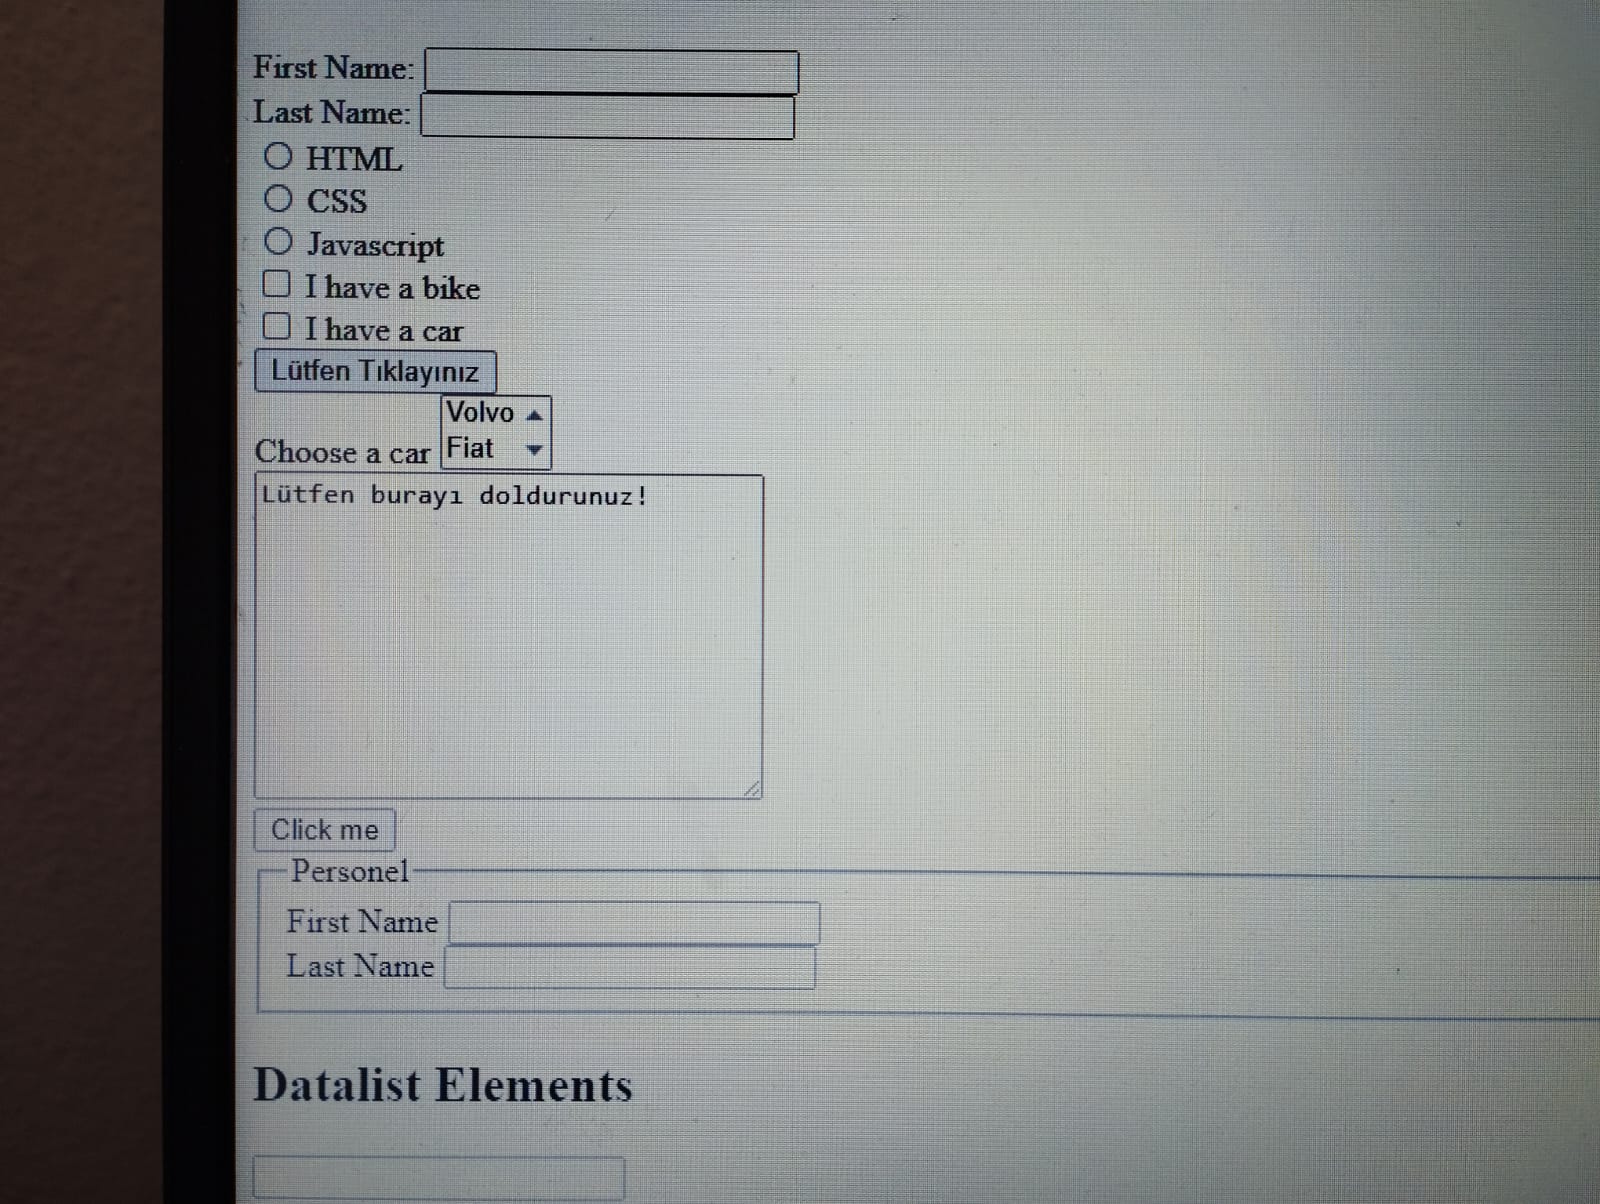 First Name:
Last Name:
HTML
CSS
Javascript
I have a bike
I have a car
Lütfen Tıklayınız
Volvo
Choose a car Fiat
Lütfen burayı doldurunuz!
Click me
Personel
First Name
Last Name
Datalist Elements